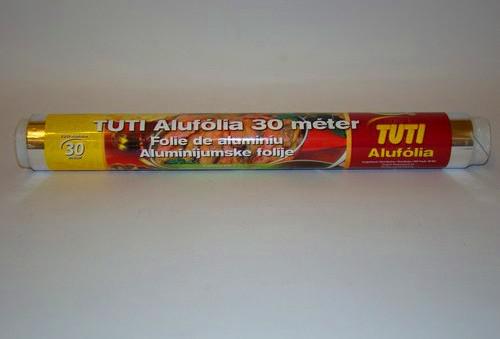 TUTI Alufólia 30 méter
Folie de aluminiu
Aluminijumske folije
30
TUTI
Alufólia